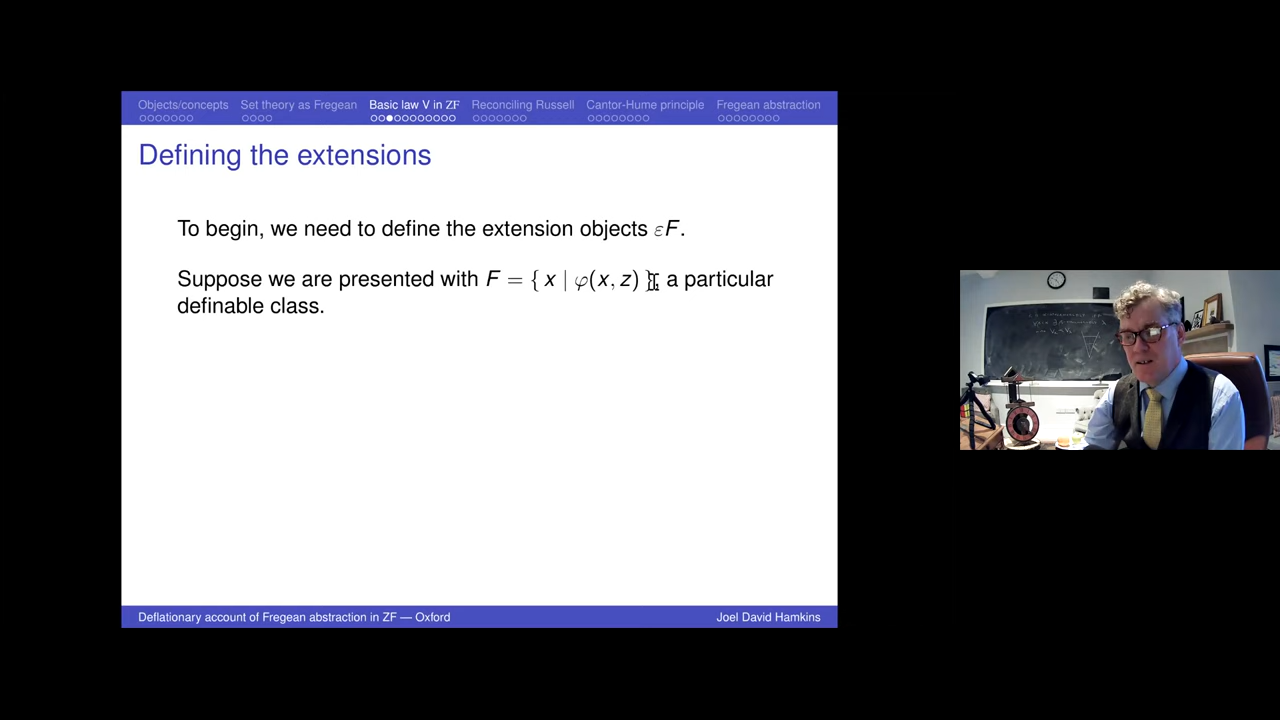 Objects/concepts Set theory as Fregean Basic law V in ZF Reconciling Russell Cantor-Hume principle Fregean abstraction
Defining the extensions
To begin, we need to define the extension objects εF.
Suppose we are presented with F = { x | φ(x, z) }, a particular
definable class.
Deflationary account of Fregean abstraction in ZF — Oxford Joel David Hamkins